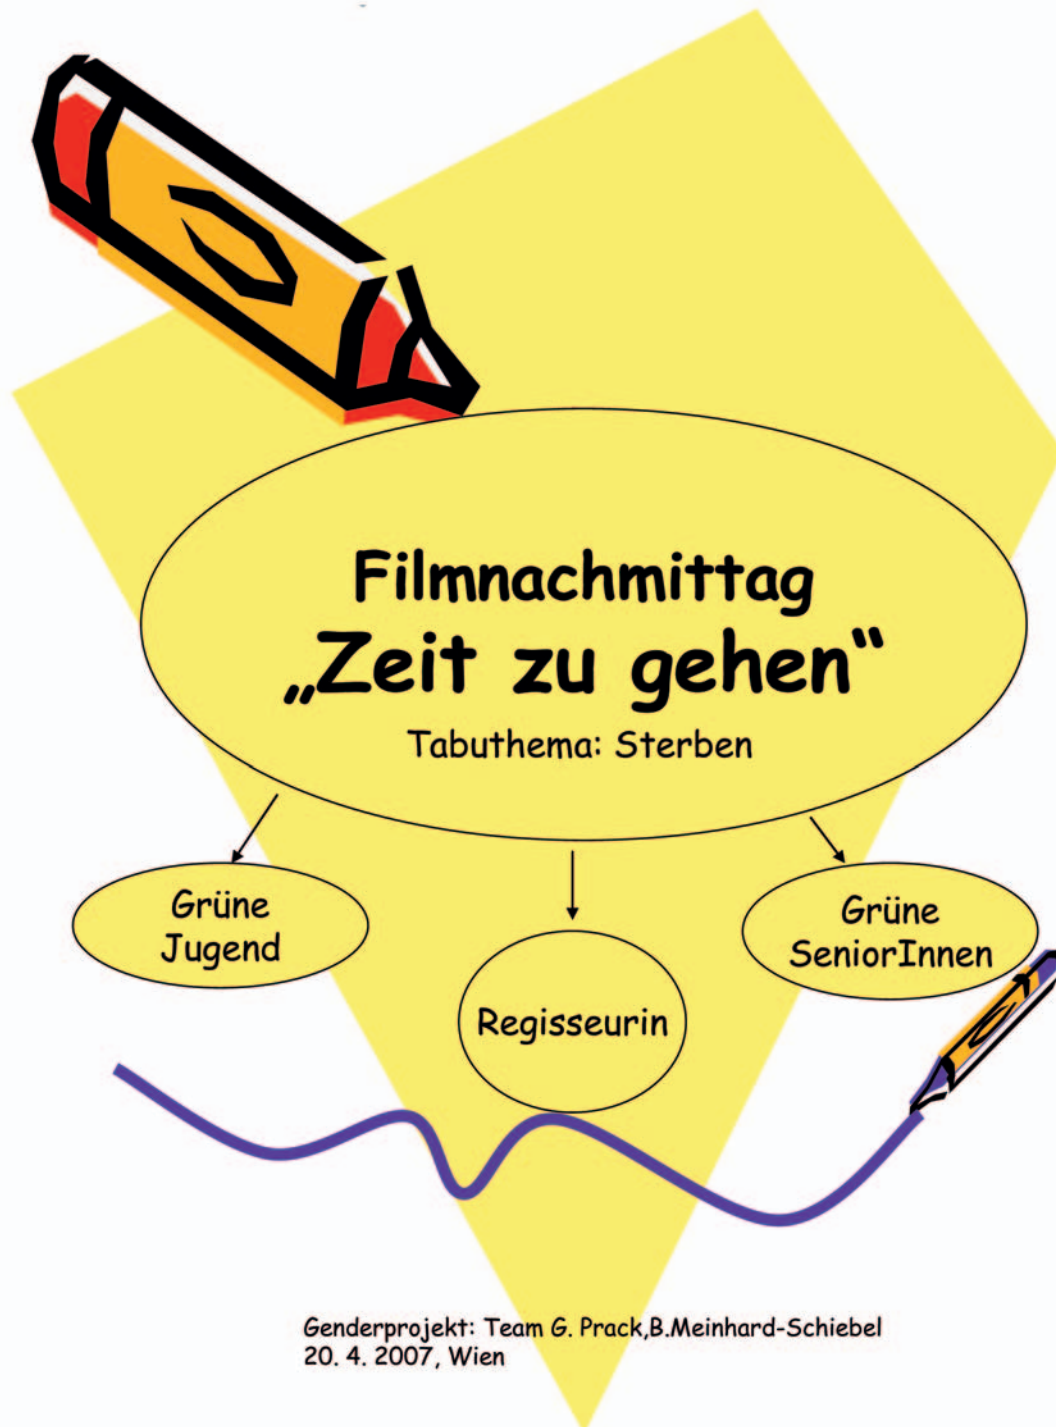 Filmnachmittag
„Zeit zu gehen“
Tabuthema: Sterben
Grüne
Jugend
Regisseurin
Grüne
SeniorInnen
Genderprojekt: Team G. Prack,B.Meinhard-Schiebel
20. 4. 2007, Wien